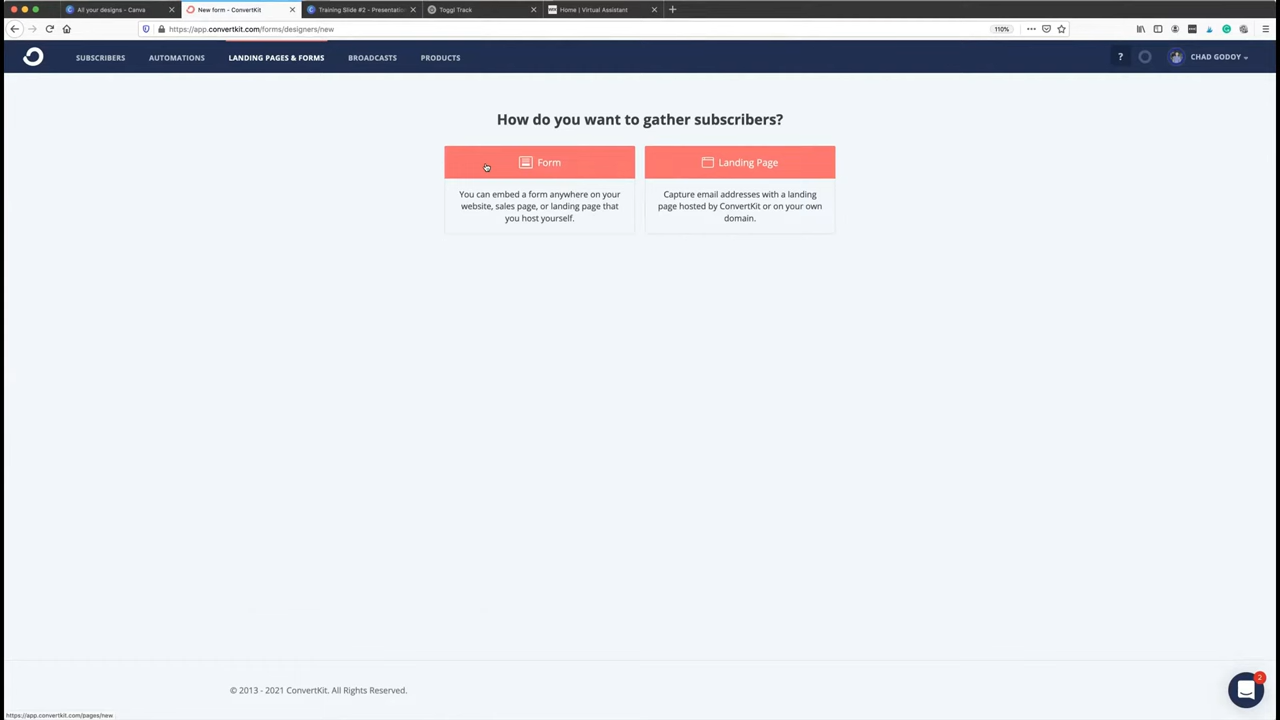 All your designs - Canva
New form - ConvertKit
Training Slide #2 - Presentatio
Toggl Track
Home | Virtual Assistant
https://app.convertkit.com/forms/designers/new
110%
SUBSCRIBERS
AUTOMATIONS
LANDING PAGES & FORMS
BROADCASTS
PRODUCTS
?
CHAD GODOY
How do you want to gather subscribers?
Form
Landing Page
You can embed a form anywhere on your
website, sales page, or landing page that
you host yourself.
Capture email addresses with a landing
page hosted by ConvertKit or on your own
domain.
© 2013 - 2021 ConvertKit. All Rights Reserved.
2
https://app.convertkit.com/pages/new